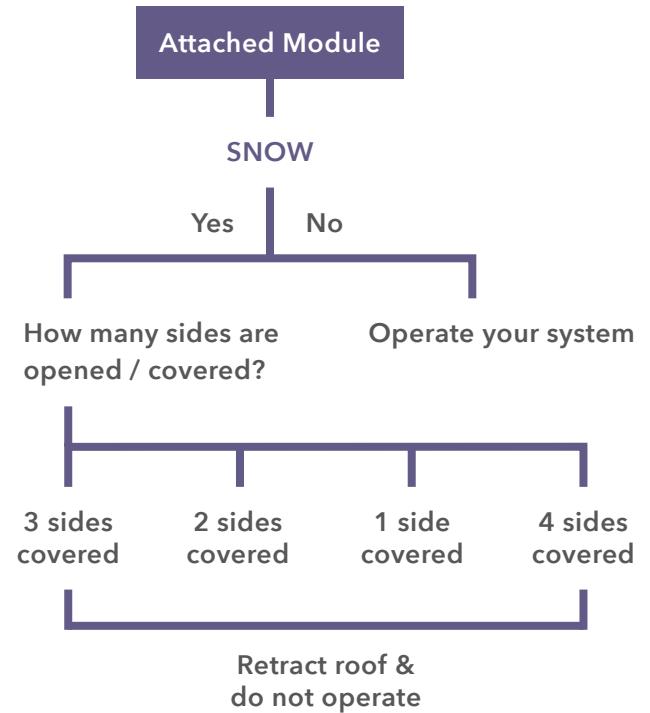 Attached Module
SNOW
Yes
No
How many sides are
opened / covered?
Operate your system
3 sides
covered
2 sides
covered
1 side
covered
4 sides
covered
Retract roof &
do not operate